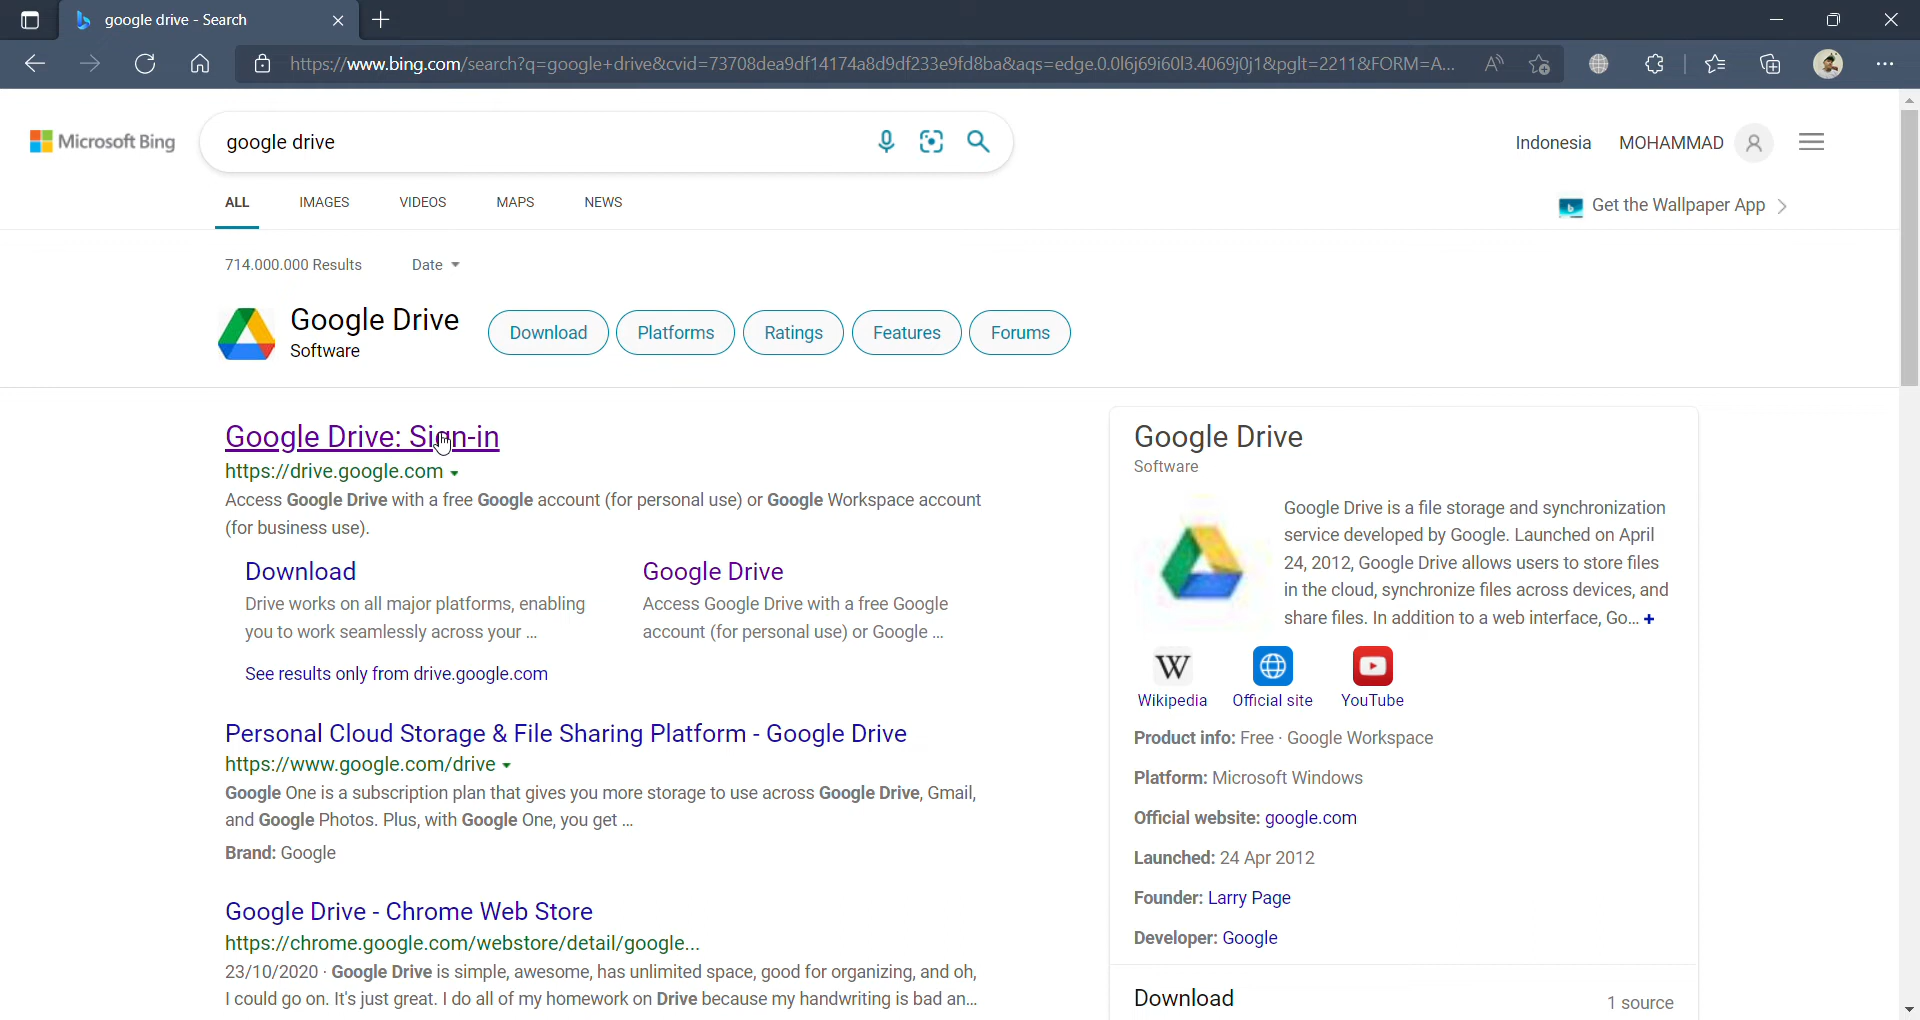 google drive - Search
https://www.bing.com/search?q=google+drive&cvid=73708dea9df14174a8d9df233e9fd8ba&aqs=edge.0.0l6j69i60l3.4069j0j1&pglt=2211&FORM=A...
Microsoft Bing
google drive
Indonesia MOHAMMAD
ALL IMAGES VIDEOS MAPS NEWS
Get the Wallpaper App
714.000.000 Results Date
Google Drive
Software
Download Platforms Ratings Features Forums
Google Drive: Sign-in
https://drive.google.com
Access Google Drive with a free Google account (for personal use) or Google Workspace account
(for business use).
Download
Drive works on all major platforms, enabling
you to work seamlessly across your ...
Google Drive
Access Google Drive with a free Google
account (for personal use) or Google ...
See results only from drive.google.com
Personal Cloud Storage & File Sharing Platform - Google Drive
https://www.google.com/drive
Google One is a subscription plan that gives you more storage to use across Google Drive, Gmail,
and Google Photos. Plus, with Google One, you get ...
Brand: Google
Google Drive - Chrome Web Store
https://chrome.google.com/webstore/detail/google...
23/10/2020 · Google Drive is simple, awesome, has unlimited space, good for organizing, and oh,
I could go on. It's just great. I do all of my homework on Drive because my handwriting is bad an...
Google Drive
Software
Google Drive is a file storage and synchronization
service developed by Google. Launched on April
24, 2012, Google Drive allows users to store files
in the cloud, synchronize files across devices, and
share files. In addition to a web interface, Go... +
W
Wikipedia Official site YouTube
Product info: Free · Google Workspace
Platform: Microsoft Windows
Official website: google.com
Launched: 24 Apr 2012
Founder: Larry Page
Developer: Google
Download 1 source